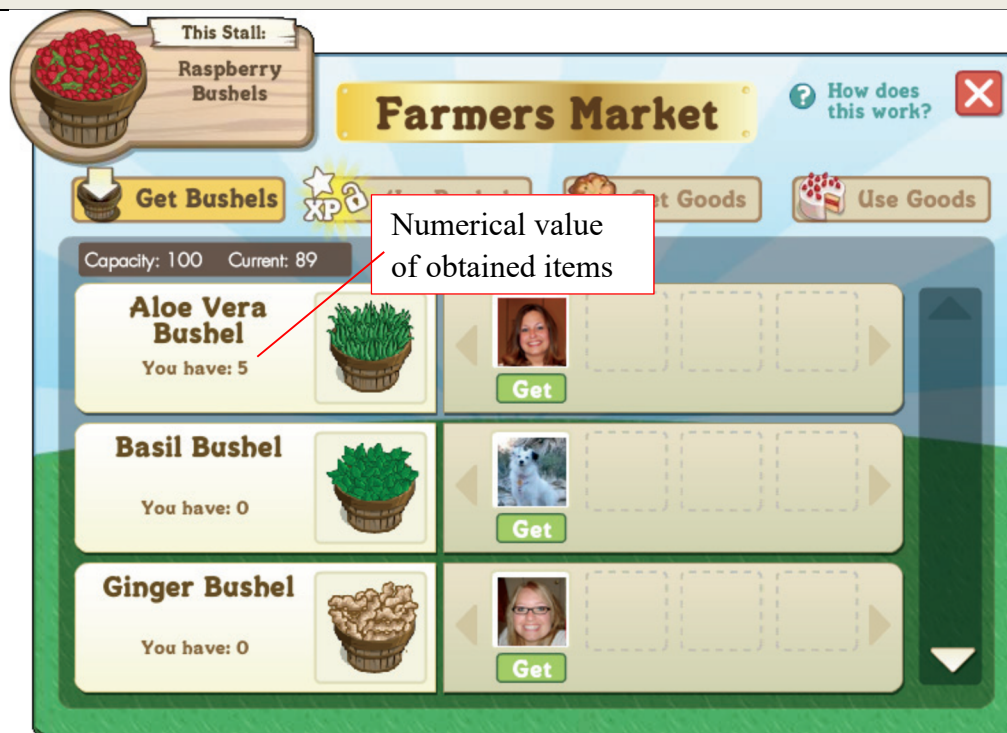 This Stall:
Raspberry
Bushels
Farmers Market
How does
this work?
Get Bushels
XP
Goods
Use Goods
Numerical value
of obtained items
Capacity: 100 Current: 89
Aloe Vera
Bushel
You have: 5
Get
Basil Bushel
You have: 0
Get
Ginger Bushel
You have: 0
Get